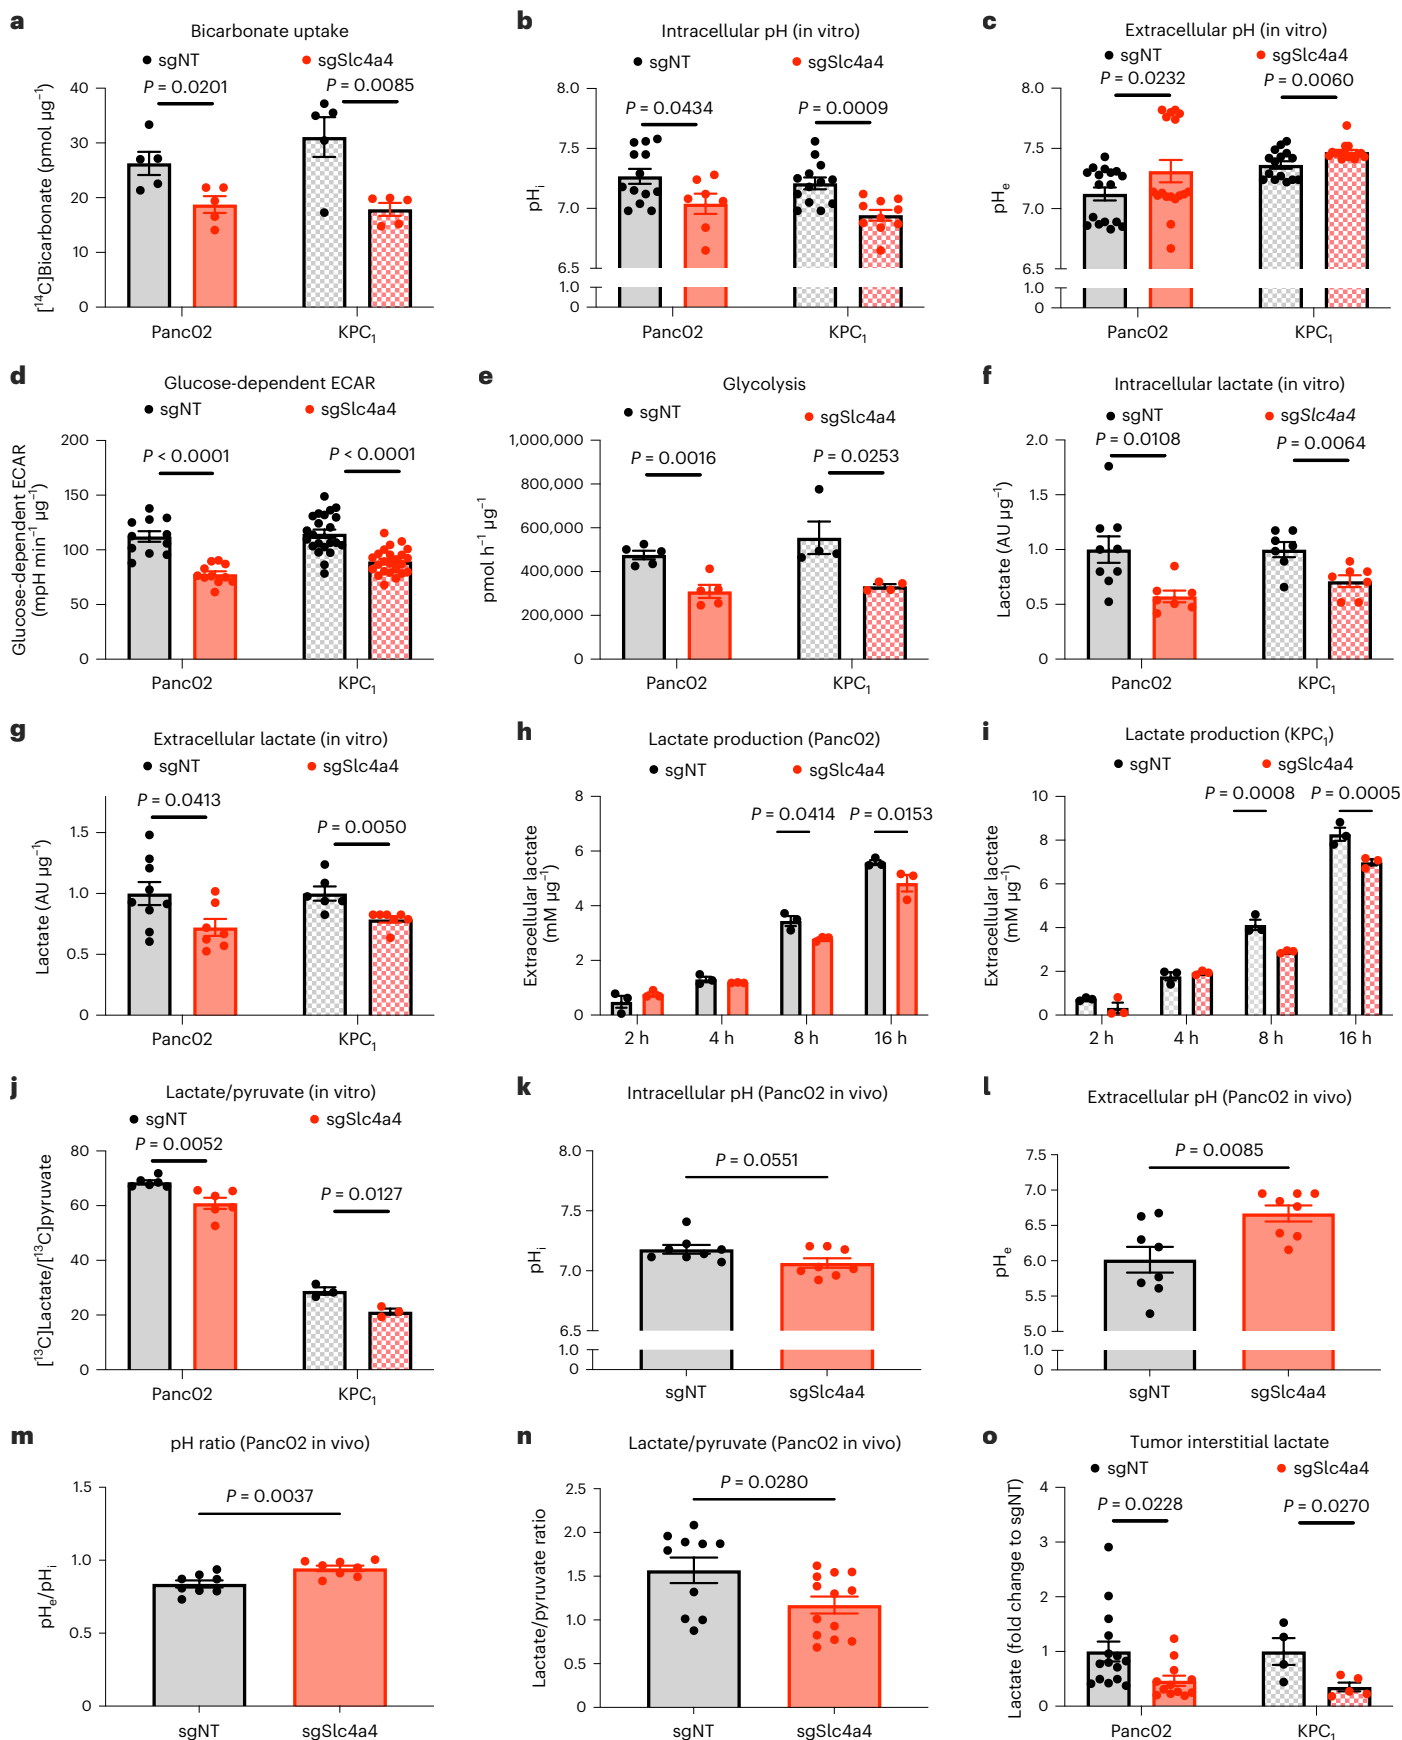 a
Bicarbonate uptake
sgNT
sgSlc4a4
P = 0.0201
P = 0.0085
[¹⁴C]Bicarbonate (pmol µg⁻¹)
40
30
20
10
0
Panc02
KPC₁
b
Intracellular pH (in vitro)
sgNT
sgSlc4a4
P = 0.0434
P = 0.0009
pHᵢ
8.0
7.5
7.0
6.5
1.0
0
Panc02
KPC₁
c
Extracellular pH (in vitro)
sgNT
sgSlc4a4
P = 0.0232
P = 0.0060
pHₑ
8.0
7.5
7.0
6.5
1.0
0
Panc02
KPC₁
d
Glucose-dependent ECAR
sgNT
sgSlc4a4
P < 0.0001
P < 0.0001
Glucose-dependent ECAR
(mpH min⁻¹ µg⁻¹)
200
150
100
50
0
Panc02
KPC₁
e
Glycolysis
sgNT
sgSlc4a4
P = 0.0016
P = 0.0253
pmol h⁻¹ µg⁻¹
1,000,000
800,000
600,000
400,000
200,000
0
Panc02
KPC₁
f
Intracellular lactate (in vitro)
sgNT
sgSlc4a4
P = 0.0108
P = 0.0064
Lactate (AU µg⁻¹)
2.0
1.5
1.0
0.5
0
Panc02
KPC₁
g
Extracellular lactate (in vitro)
sgNT
sgSlc4a4
P = 0.0413
P = 0.0050
Lactate (AU µg⁻¹)
1.5
1.0
0.5
0
Panc02
KPC₁
h
Lactate production (Panc02)
sgNT
sgSlc4a4
P = 0.0414
P = 0.0153
Extracellular lactate
(mM µg⁻¹)
8
6
4
2
0
2 h
4 h
8 h
16 h
i
Lactate production (KPC₁)
sgNT
sgSlc4a4
P = 0.0008
P = 0.0005
Extracellular lactate
(mM µg⁻¹)
10
8
6
4
2
0
2 h
4 h
8 h
16 h
j
Lactate/pyruvate (in vitro)
sgNT
sgSlc4a4
P = 0.0052
P = 0.0127
[¹³C]Lactate/[¹³C]pyruvate
80
60
40
20
0
Panc02
KPC₁
k
Intracellular pH (Panc02 in vivo)
P = 0.0551
pHᵢ
8.0
7.5
7.0
6.5
1.0
0
sgNT
sgSlc4a4
l
Extracellular pH (Panc02 in vivo)
P = 0.0085
pHₑ
7.5
7.0
6.5
6.0
5.5
5.0
1.0
0
sgNT
sgSlc4a4
m
pH ratio (Panc02 in vivo)
P = 0.0037
pHₑ/pHᵢ
1.5
1.0
0.5
0
sgNT
sgSlc4a4
n
Lactate/pyruvate (Panc02 in vivo)
P = 0.0280
Lactate/pyruvate ratio
2.5
2.0
1.5
1.0
0.5
0
sgNT
sgSlc4a4
o
Tumor interstitial lactate
sgNT
sgSlc4a4
P = 0.0228
P = 0.0270
Lactate (fold change to sgNT)
4
3
2
1
0
Panc02
KPC₁